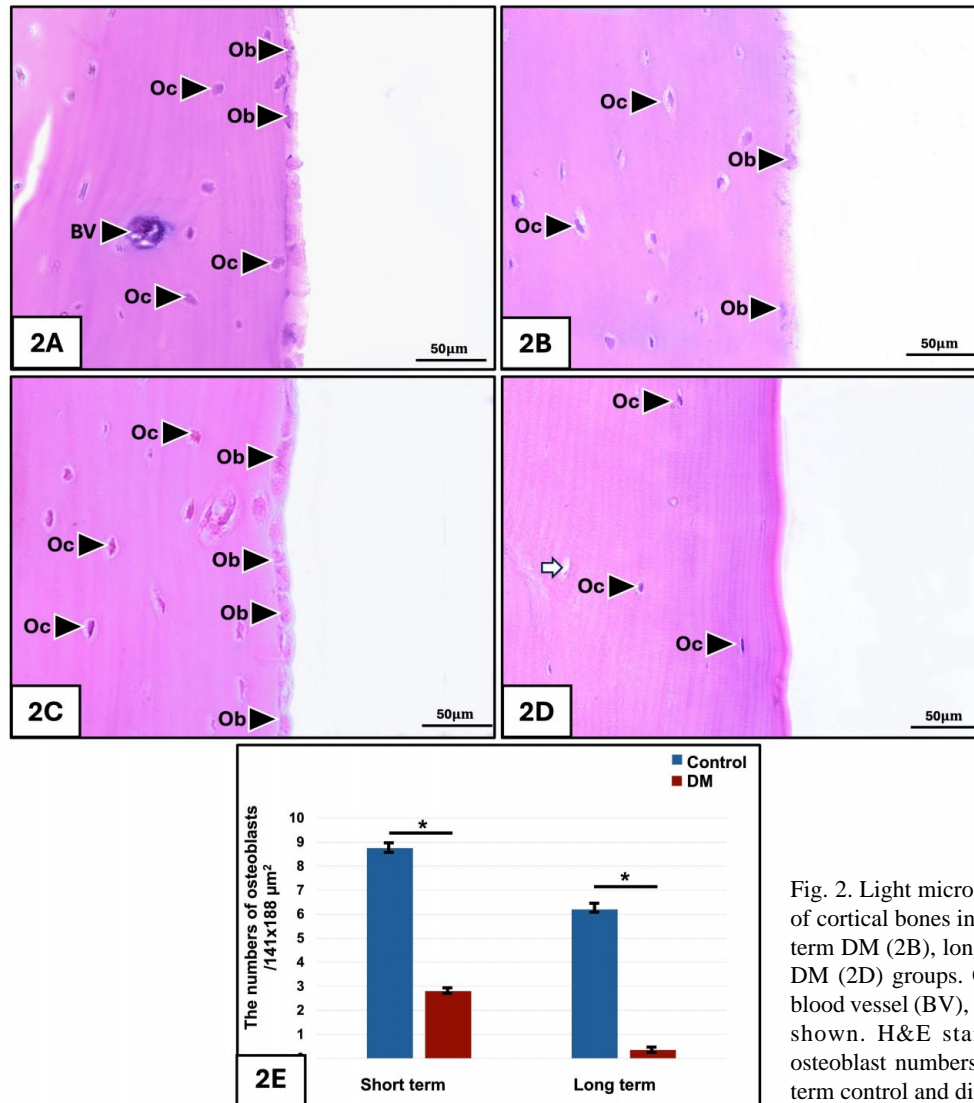 Ob
Oc
Ob
BV
Oc
Oc
2A
50µm
Oc
Ob
Oc
Ob
2B
50µm
Oc
Ob
Oc
Ob
Ob
Oc
Ob
2C
50µm
Oc
Oc
Oc
2D
50µm
Control
DM
The numbers of osteoblasts
/141x188 µm²
10
9
8
7
6
5
4
3
2
1
*
*
Short term
Long term
2E
Fig. 2. Light micros
of cortical bones in
term DM (2B), lon
DM (2D) groups.
blood vessel (BV),
shown. H&E stai
osteoblast numbers
term control and di